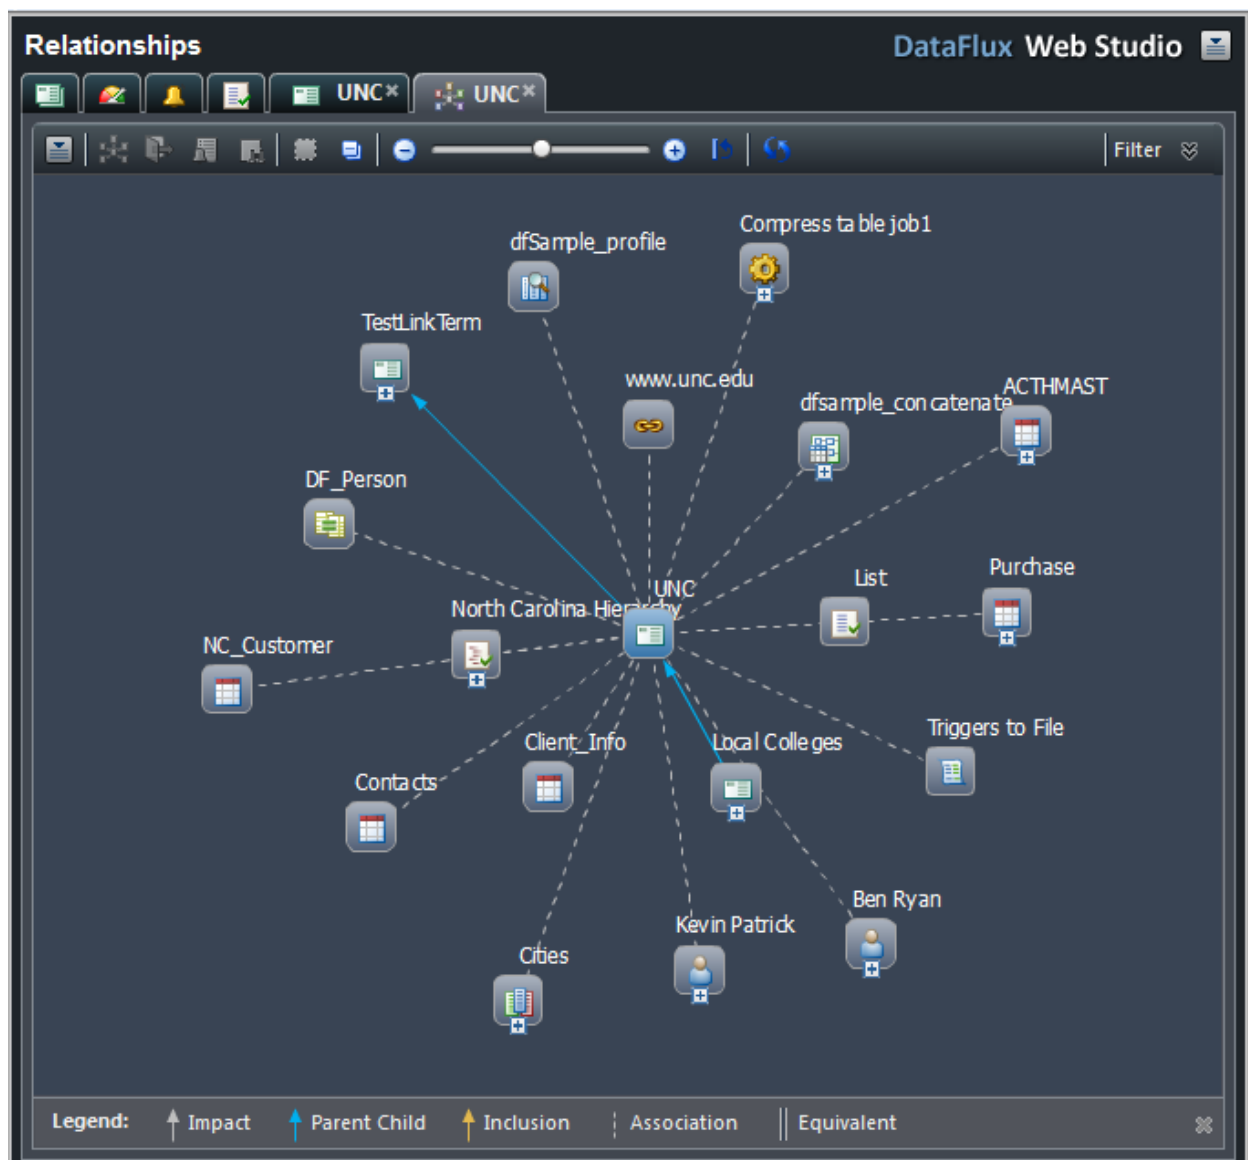 Relationships
DataFlux Web Studio
UNC
UNC
Filter
Compress table job1
dfSample_profile
TestLinkTerm
www.unc.edu
ACTHMAST
dfsample_concatenate
DF_Person
Purchase
List
UNC
North Carolina Hierarchy
NC_Customer
Triggers to File
Client_Info
Local Colleges
Contacts
Ben Ryan
Kevin Patrick
Cities
Legend: Impact Parent Child Inclusion Association Equivalent